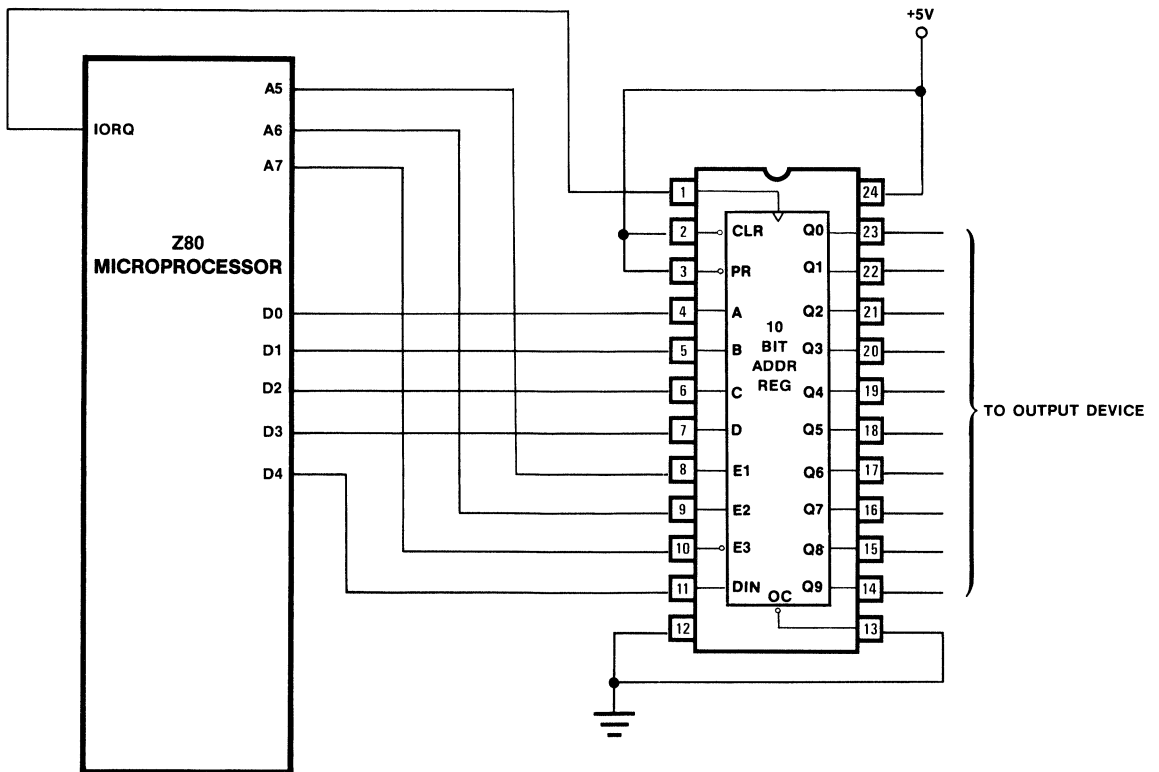 +5V
IORQ
A5
A6
A7
Z80
MICROPROCESSOR
D0
D1
D2
D3
D4
1
2
3
4
5
6
7
8
9
10
11
12
CLR
PR
A
B
C
D
E1
E2
E3
DIN
OC
10
BIT
ADDR
REG
Q0
Q1
Q2
Q3
Q4
Q5
Q6
Q7
Q8
Q9
24
23
22
21
20
19
18
17
16
15
14
13
TO OUTPUT DEVICE